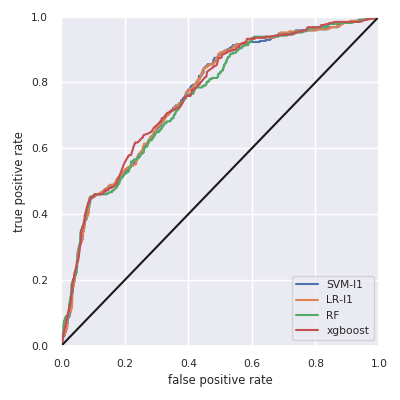 1.0
0.8
0.6
0.4
0.2
0.0
true positive rate
SVM-l1
LR-l1
RF
xgboost
0.0 0.2 0.4 0.6 0.8 1.0
false positive rate